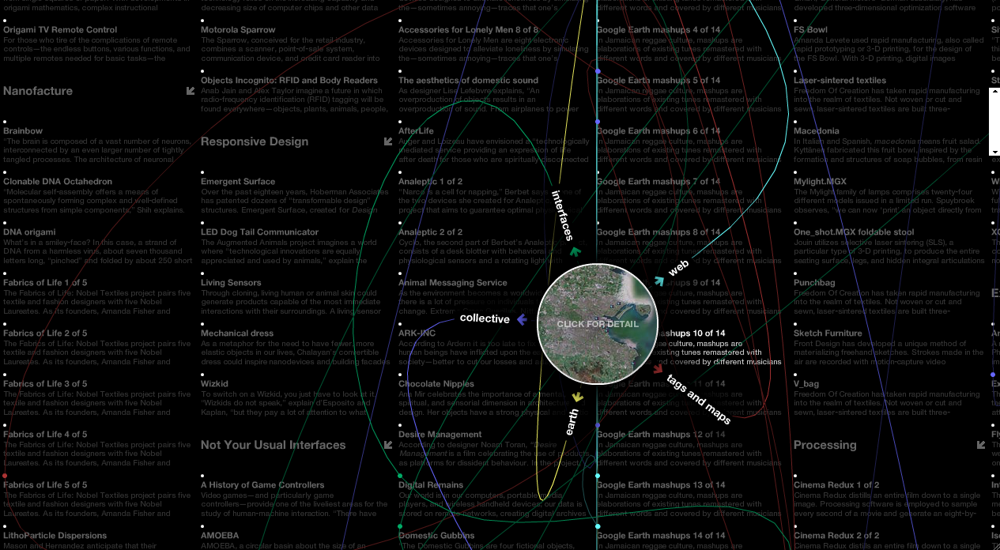 origami mathematics, complex instructional
Origami TV Remote Control
For those who tire of the complications of remote
controls—the endless buttons, various functions, and
multiple remotes needed for basic tasks—the
Nanofacture
Brainbow
“The brain is composed of a vast number of neurons,
interconnected by an even larger number of tightly
tangled processes. The architecture of neuronal
Clonable DNA Octahedron
“Molecular self-assembly offers a means of
spontaneously forming complex and well-defined
structures from simple components,” Shih explains.
DNA origami
What's in a smiley-face? In this case, a strand of
DNA from a harmless virus, about seven thousand
letters long, “pinched” and folded by about 250 short
Fabrics of Life 1 of 5
The Fabrics of Life: Nobel Textiles project pairs five
textile and fashion designers with five Nobel
Laureates. As its founders, Amanda Fisher and
Fabrics of Life 2 of 5
The Fabrics of Life: Nobel Textiles project pairs five
textile and fashion designers with five Nobel
Laureates. As its founders, Amanda Fisher and
Fabrics of Life 3 of 5
The Fabrics of Life: Nobel Textiles project pairs five
textile and fashion designers with five Nobel
Laureates. As its founders, Amanda Fisher and
Fabrics of Life 4 of 5
The Fabrics of Life: Nobel Textiles project pairs five
textile and fashion designers with five Nobel
Laureates. As its founders, Amanda Fisher and
Fabrics of Life 5 of 5
The Fabrics of Life: Nobel Textiles project pairs five
textile and fashion designers with five Nobel
Laureates. As its founders, Amanda Fisher and
LithoParticle Dispersions
Mason and Hernandez anticipate that their
decreasing size of computer chips and other data
Motorola Sparrow
The Sparrow, conceived for the retail industry,
combines a scanner, point-of-sale system,
communication device, and credit card reader into
Objects Incognito: RFID and Body Readers
Anab Jain and Alex Taylor imagine a future in which
radio-frequency identification (RFID) tagging will be
found everywhere—objects, plants, animals, people.
Responsive Design
Emergent Surface
Over the past eighteen years, Hoberman Associates
has patented dozens of “transformable design”
structures. Emergent Surface, created for Design
LED Dog Tail Communicator
The Augmented Animals project imagines a world
where “technological innovations are equally
appreciated and used by animals,” explain the
Living Sensors
Through cloning, living human or animal skin could
generate products capable of the most immediate
interactions with their surroundings. A living sensor
Mechanical dress
As a metaphor for the need to have fewer, more
elastic objects in our lives, Chalayan's convertible
dress could inspire nanodevices and building facades
Wizkid
To switch on a Wizkid, you just have to look at it.
“Wizkids do not speak,” explain d'Esposito and
Kaplan, “but they pay a lot of attention to what
Not Your Usual Interfaces
A History of Game Controllers
Video games—and particularly game
controllers—provide one of the liveliest areas for the
study of human-machine interaction. “There have
AMOEBA
AMOEBA, a circular basin about the size of an
the—sometimes annoying—traces that one's
Accessories for Lonely Men 8 of 8
Accessories for Lonely Men are eight electronic
devices designed to alleviate loneliness by simulating
the—sometimes annoying—traces that one's
The aesthetics of domestic sound
As designer Lise Lefebvre explains, “An
overproduction of objects results in an
overproduction of sound. From airplanes to power
AfterLife
Auger and Loizeau have envisioned a “technologically
mediated service providing an expression of life
after death for those who are spiritually disconnected
Analeptic 1 of 2
“Narco is a cell for napping,” Berbet says of one of
the two devices she created for Analeptic, a
project that aims to guarantee optimal
Analeptic 2 of 2
Cyclo, the second part of Berbet's Analeptic
consists of a desk blotter with behavioral
physiological sensors and a rotating light
Animal Messaging Service
As the environment becomes a
there is a lot of pressure on
change. Extreme
ARK-INC
According to Ardern it is too late to
human beings have inflicted upon the
society—better to cut our losses and
Chocolate Nipples
Mir celebrates the importance of
spiritual, and sensorial dimension in architecture
design. Her objects have a strong physical
Desire Management
According to designer Noam Toran, “Desire
Management is a film celebrating the use of products
as platforms for dissident behaviour. In the project
Digital Remains
Our world is in our computers, portable media
players, and wireless handheld devices; our data is
stored on remote networks, creating digital archives
Domestic Gubbins
“The Domestic Gubbins are four fictional objects,
different words and covered by different musicians
Google Earth mashups 4 of 14
In Jamaican reggae culture, mashups are
overlaps of existing tunes remastered with
different words and covered by different musicians
Google Earth mashups 5 of 14
In Jamaican reggae culture, mashups are
overlaps of existing tunes remastered with
different words and covered by different musicians
Google Earth mashups 6 of 14
In Jamaican reggae culture, mashups are
overlaps of existing tunes remastered with
different words and covered by different musicians
Google Earth mashups 7 of 14
In Jamaican reggae culture, mashups are
overlaps of existing tunes remastered with
different words and covered by different musicians
Google Earth mashups 8 of 14
In Jamaican reggae culture, mashups are
overlaps of existing tunes remastered with
different words and covered by different musicians
9 of 14
culture, mashups are
tunes remastered with
covered by different musicians
mashups 10 of 14
culture, mashups are
existing tunes remastered with
and covered by different musicians
11 of 14
Google Earth mashups 12 of 14
In Jamaican reggae culture, mashups are
overlaps of existing tunes remastered with
different words and covered by different musicians
Google Earth mashups 13 of 14
In Jamaican reggae culture, mashups are
overlaps of existing tunes remastered with
different words and covered by different musicians
Google Earth mashups 14 of 14
In Jamaican reggae culture, mashups are
interfaces
web
collective
CLICK FOR DETAIL
tags and maps
earth
developed three-dimensional optimization software
FS Bowl
Amanda Levete used rapid manufacturing, also called
rapid prototyping or 3-D printing, for the design of
the FS Bowl. With 3-D printing, digital images
Laser-sintered textiles
Freedom Of Creation has taken rapid manufacturing
into the realm of textiles. Not woven or cut and
sewn, laser-sintered textiles are built three-
Macedonia
In Italian and Spanish, macedonia means fruit salad.
Kyttänen fabricated this fruit bowl, inspired by the
formation and structures of soap bubbles, from resin
Mylight.MGX
The Mylight family of lamps comprises twenty-four
different models issued in a limited run. Spuybroek
observes, “We can now ‘print’ an object directly from
One_shot.MGX foldable stool
Jouin utilizes selective laser sintering (SLS), a
particular type of 3-D printing, to produce the entire
seating surface, legs, and hidden integral articulations
Punchbag
Freedom Of Creation has taken rapid manufacturing
into the realm of textiles. Not woven or cut and
sewn, laser-sintered textiles are built three-
Sketch Furniture
Front Design has developed a unique method of
materializing freehand sketches. Strokes made in the
air are recorded with motion-capture video
V_bag
Freedom Of Creation has taken rapid manufacturing
into the realm of textiles. Not woven or cut and
sewn, laser-sintered textiles are built three-
Processing
Cinema Redux 1 of 2
Cinema Redux distills an entire film down to a single
image. Processing software is employed to sample
every second of a movie and generate an eight-by-
Cinema Redux 2 of 2
Cinema Redux distills an entire film down to a single